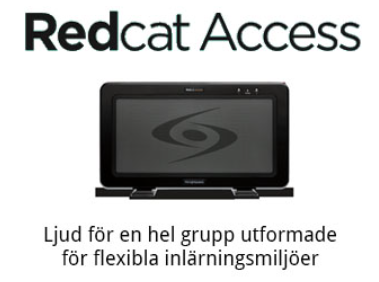 Redcat Access
Ljud för en hel grupp utformade
för flexibla inlärningsmiljöer